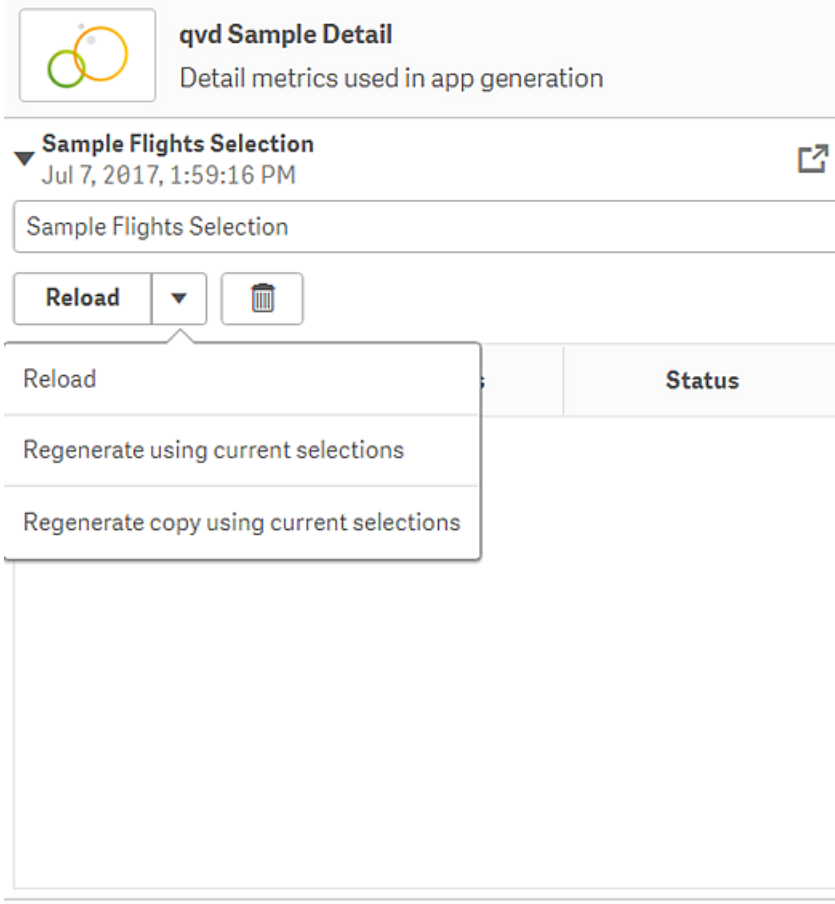 qvd Sample Detail
Detail metrics used in app generation
Sample Flights Selection
Jul 7, 2017, 1:59:16 PM
Sample Flights Selection
Reload
Reload
Status
Regenerate using current selections
Regenerate copy using current selections